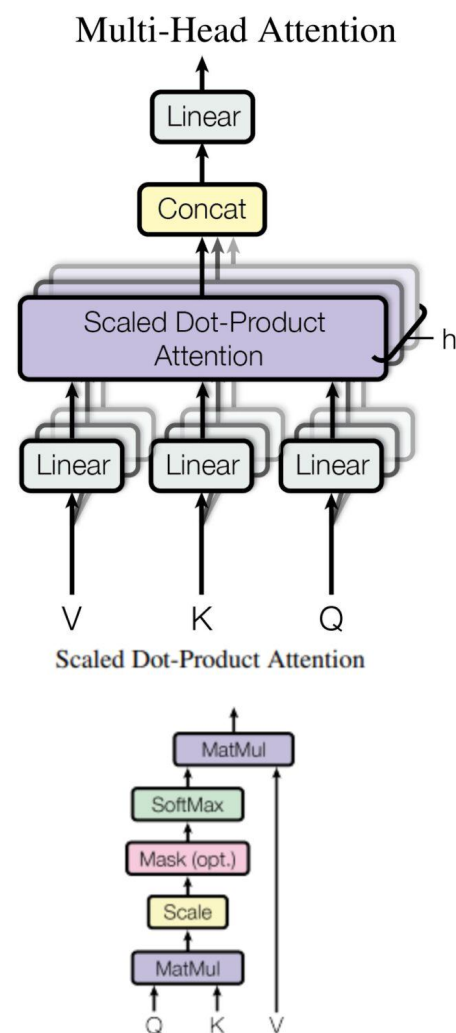 Multi-Head Attention
Linear
Concat
Scaled Dot-Product
Attention
h
Linear Linear Linear
V K Q
Scaled Dot-Product Attention
MatMul
SoftMax
Mask (opt.)
Scale
MatMul
Q K V